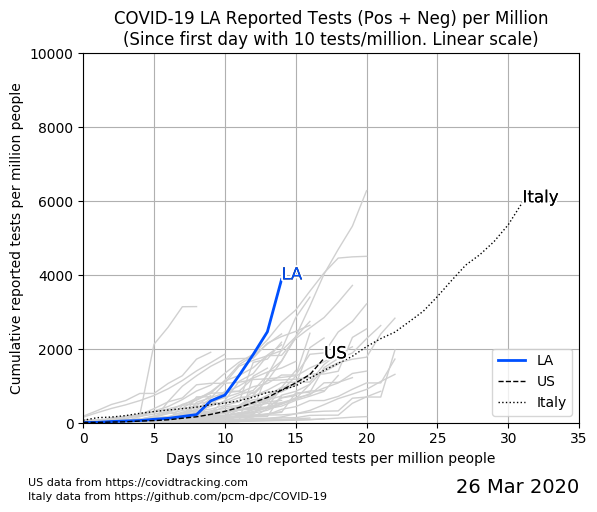 COVID-19 LA Reported Tests (Pos + Neg) per Million
(Since first day with 10 tests/million. Linear scale)
Cumulative reported tests per million people
10000
8000
6000
4000
2000
0
Italy
LA
US
LA
US
Italy
0 5 10 15 20 25 30 35
Days since 10 reported tests per million people
US data from https://covidtracking.com
Italy data from https://github.com/pcm-dpc/COVID-19
26 Mar 2020